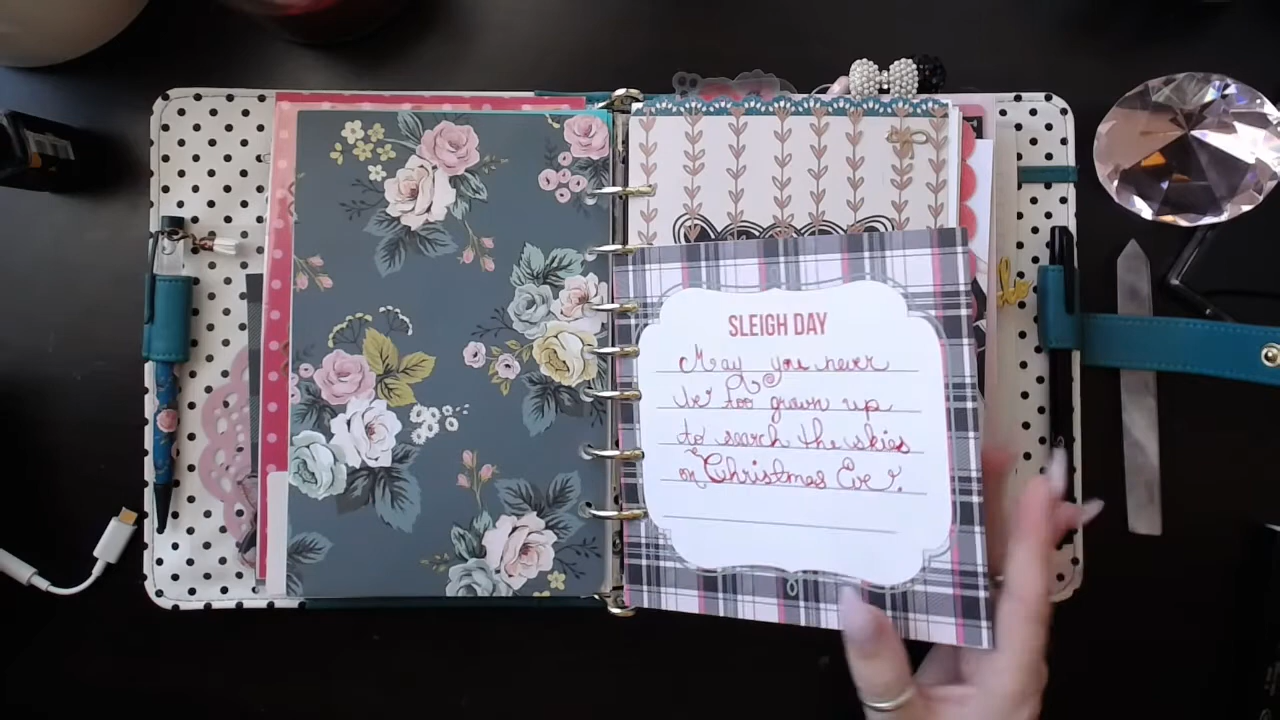 SLEIGH DAY
May you never
be too grown up
to search the skies
on Christmas Eve.